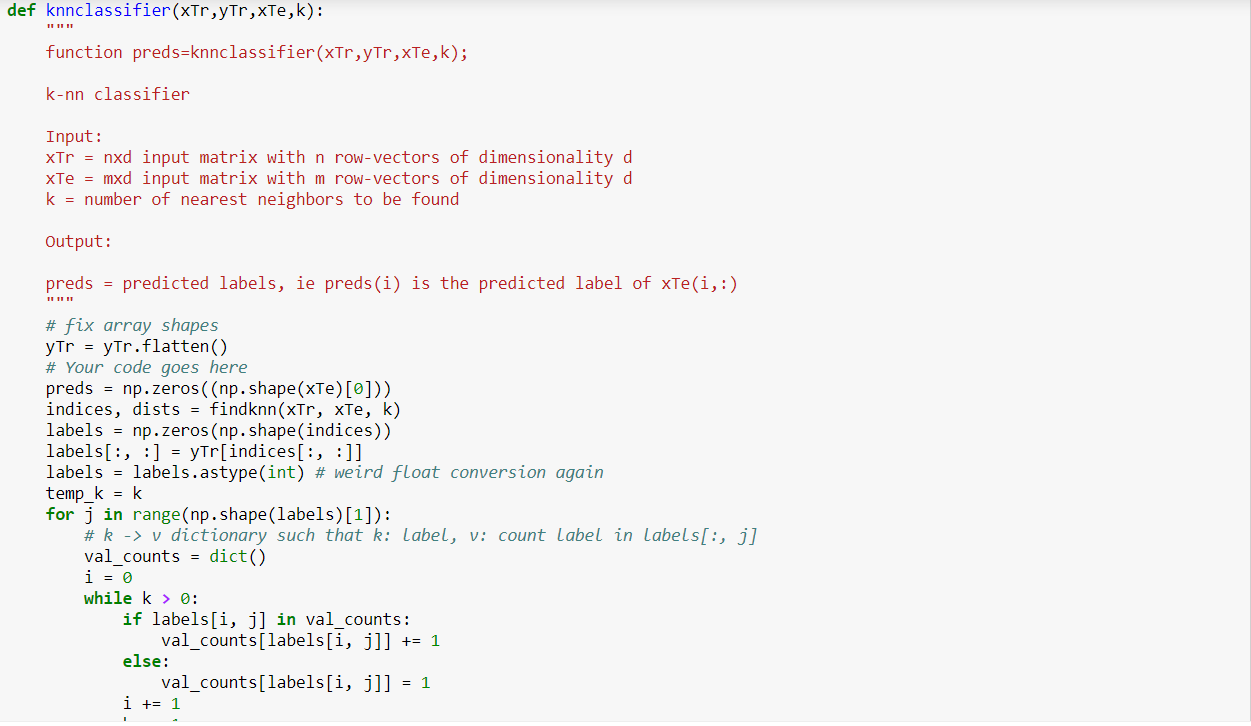 def knnclassifier(xTr,yTr,xTe,k):
    """
    function preds=knnclassifier(xTr,yTr,xTe,k);

    k-nn classifier

    Input:
    xTr = nxd input matrix with n row-vectors of dimensionality d
    xTe = mxd input matrix with m row-vectors of dimensionality d
    k = number of nearest neighbors to be found

    Output:

    preds = predicted labels, ie preds(i) is the predicted label of xTe(i,:)
    """
    # fix array shapes
    yTr = yTr.flatten()
    # Your code goes here
    preds = np.zeros((np.shape(xTe)[0]))
    indices, dists = findknn(xTr, xTe, k)
    labels = np.zeros(np.shape(indices))
    labels[:, :] = yTr[indices[:, :]]
    labels = labels.astype(int) # weird float conversion again
    temp_k = k
    for j in range(np.shape(labels)[1]):
        # k -> v dictionary such that k: label, v: count label in labels[:, j]
        val_counts = dict()
        i = 0
        while k > 0:
            if labels[i, j] in val_counts:
                val_counts[labels[i, j]] += 1
            else:
                val_counts[labels[i, j]] = 1
            i += 1